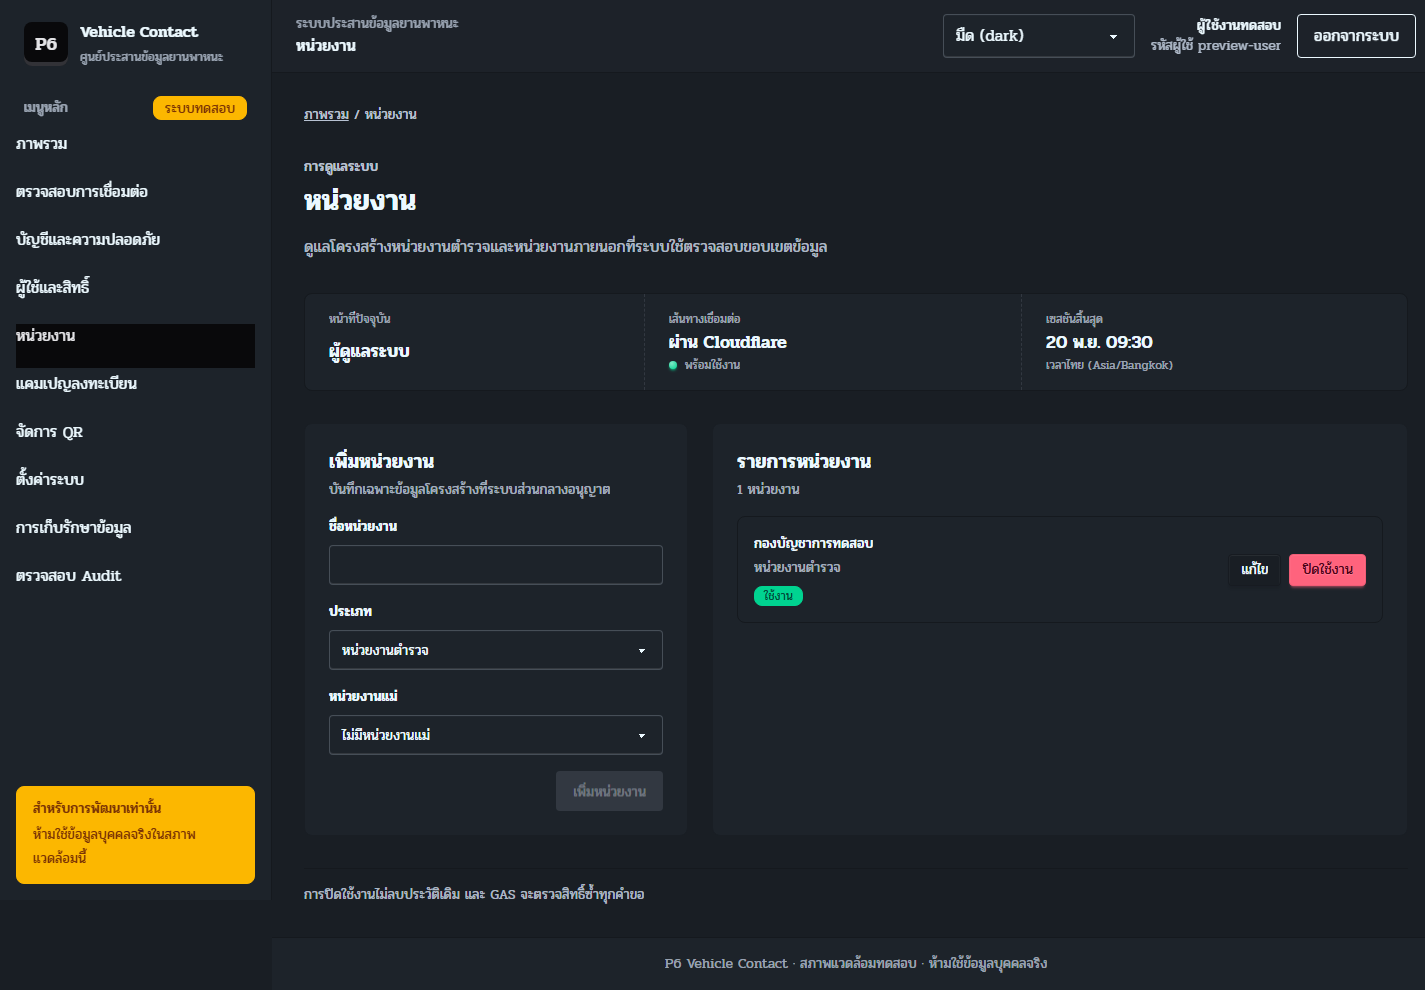 P6
Vehicle Contact
ศูนย์ประสานข้อมูลยานพาหนะ
เมนูหลัก
ระบบทดสอบ
ภาพรวม
ตรวจสอบการเชื่อมต่อ
บัญชีและความปลอดภัย
ผู้ใช้และสิทธิ์
หน่วยงาน
แคมเปญลงทะเบียน
จัดการ QR
ตั้งค่าระบบ
การเก็บรักษาข้อมูล
ตรวจสอบ Audit
สำหรับการพัฒนาเท่านั้น
ห้ามใช้ข้อมูลบุคคลจริงในสภาพ
แวดล้อมนี้
ระบบประสานข้อมูลยานพาหนะ
หน่วยงาน
มืด (dark)
ผู้ใช้งานทดสอบ
รหัสผู้ใช้ preview-user
ออกจากระบบ
ภาพรวม / หน่วยงาน
การดูแลระบบ
หน่วยงาน
ดูแลโครงสร้างหน่วยงานตำรวจและหน่วยงานภายนอกที่ระบบใช้ตรวจสอบขอบเขตข้อมูล
หน้าที่ปัจจุบัน
ผู้ดูแลระบบ
เส้นทางเชื่อมต่อ
ผ่าน Cloudflare
พร้อมใช้งาน
เซสชันสิ้นสุด
20 พ.ย. 09:30
เวลาไทย (Asia/Bangkok)
เพิ่มหน่วยงาน
บันทึกเฉพาะข้อมูลโครงสร้างที่ระบบส่วนกลางอนุญาต
ชื่อหน่วยงาน
ประเภท
หน่วยงานตำรวจ
หน่วยงานแม่
ไม่มีหน่วยงานแม่
เพิ่มหน่วยงาน
รายการหน่วยงาน
1 หน่วยงาน
กองบัญชาการทดสอบ
หน่วยงานตำรวจ
ใช้งาน
แก้ไข
ปิดใช้งาน
การปิดใช้งานไม่ลบประวัติเดิม และ GAS จะตรวจสิทธิ์ซ้ำทุกคำขอ
P6 Vehicle Contact · สภาพแวดล้อมทดสอบ · ห้ามใช้ข้อมูลบุคคลจริง